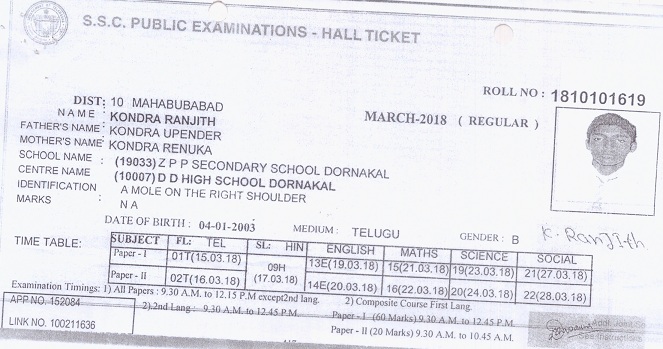 S.S.C. PUBLIC EXAMINATIONS - HALL TICKET
ROLL NO : 1810101619
DIST: 10 MAHABUBABAD
NAME : KONDRA RANJITH
MARCH-2018 ( REGULAR )
FATHER'S NAME : KONDRA UPENDER
MOTHER'S NAME : KONDRA RENUKA
SCHOOL NAME : (19033) Z P P SECONDARY SCHOOL DORNAKAL
CENTRE NAME : (10007) D D HIGH SCHOOL DORNAKAL
IDENTIFICATION MARKS : A MOLE ON THE RIGHT SHOULDER
N A
K. Ranjith
DATE OF BIRTH : 04-01-2003 MEDIUM : TELUGU GENDER : B
TIME TABLE:
SUBJECT FL: TEL SL: HIN ENGLISH MATHS SCIENCE SOCIAL
Paper - I 01T(15.03.18) 09H (17.03.18) 13E(19.03.18) 15(21.03.18) 19(23.03.18) 21(27.03.18)
Paper - II 02T(16.03.18) 14E(20.03.18) 16(22.03.18) 20(24.03.18) 22(28.03.18)
Examination Timings: 1) All Papers : 9.30 A.M. to 12.15 P.M except2nd lang. 2) Composite Course First Lang.
2).2nd Lang : 9.30 A.M. to 12.45 P.M. Paper - I (60 Marks) 9.30 A.M. to 12.45 P.M.
Paper - II (20 Marks) 9.30 A.M. to 10.45 A.M.
APP NO. 152084
LINK NO. 100211636